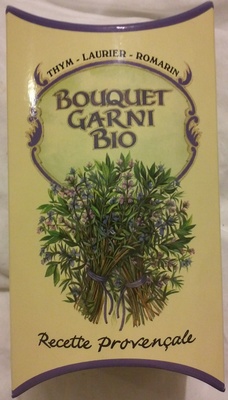 THYM - LAURIER - ROMARIN
BOUQUET
GARNI
BIO
Recette Provençale